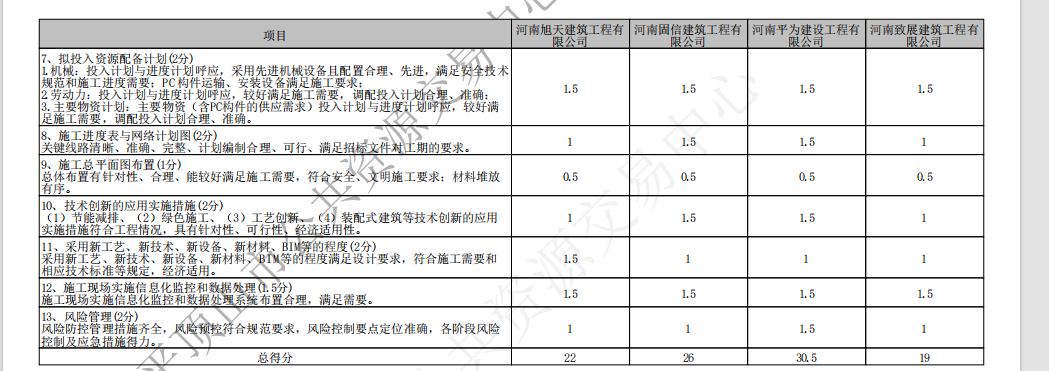 项目 河南旭天建筑工程有限公司 河南固信建筑工程有限公司 河南平为建设工程有限公司 河南致展建筑工程有限公司
7、拟投入资源配备计划(2分)
1.机械：投入计划与进度计划呼应，采用先进机械设备且配置合理、先进，满足安全技术
规范和施工进度需要；PC构件运输、安装设备满足施工要求；
2.劳动力：投入计划与进度计划呼应，较好满足施工需要，调配投入计划合理、准确；
3.主要物资计划：主要物资（含PC构件的供应需求）投入计划与进度计划呼应，较好满
足施工需要，调配投入计划合理、准确。
1.5 1.5 1.5 1.5
8、施工进度表与网络计划图(2分)
关键线路清晰、准确、完整、计划编制合理、可行、满足招标文件对工期的要求。
1 1.5 1.5 1
9、施工总平面图布置(1分)
总体布置有针对性、合理、能较好满足施工需要，符合安全、文明施工要求；材料堆放
有序。
0.5 0.5 0.5 0.5
10、技术创新的应用实施措施(2分)
（1）节能减排、（2）绿色施工、（3）工艺创新、（4）装配式建筑等技术创新的应用
实施措施符合工程情况，具有针对性、可行性、经济适用性。
1 1.5 1.5 1
11、采用新工艺、新技术、新设备、新材料、BIM等的程度(2分)
采用新工艺、新技术、新设备、新材料、BIM等的程度满足设计要求，符合施工需要和
相应技术标准等规定，经济适用。
1.5 1 1 1
12、施工现场实施信息化监控和数据处理(1.5分)
施工现场实施信息化监控和数据处理系统布置合理，满足需要。
1.5 1.5 1.5 1.5
13、风险管理(2分)
风险防控管理措施齐全，风险预控符合规范要求，风险控制要点定位准确，各阶段风险
控制及应急措施得力。
1 1 1.5 1
总得分 22 26 30.5 19
平顶山市公共资源交易中心
共资源交易中心